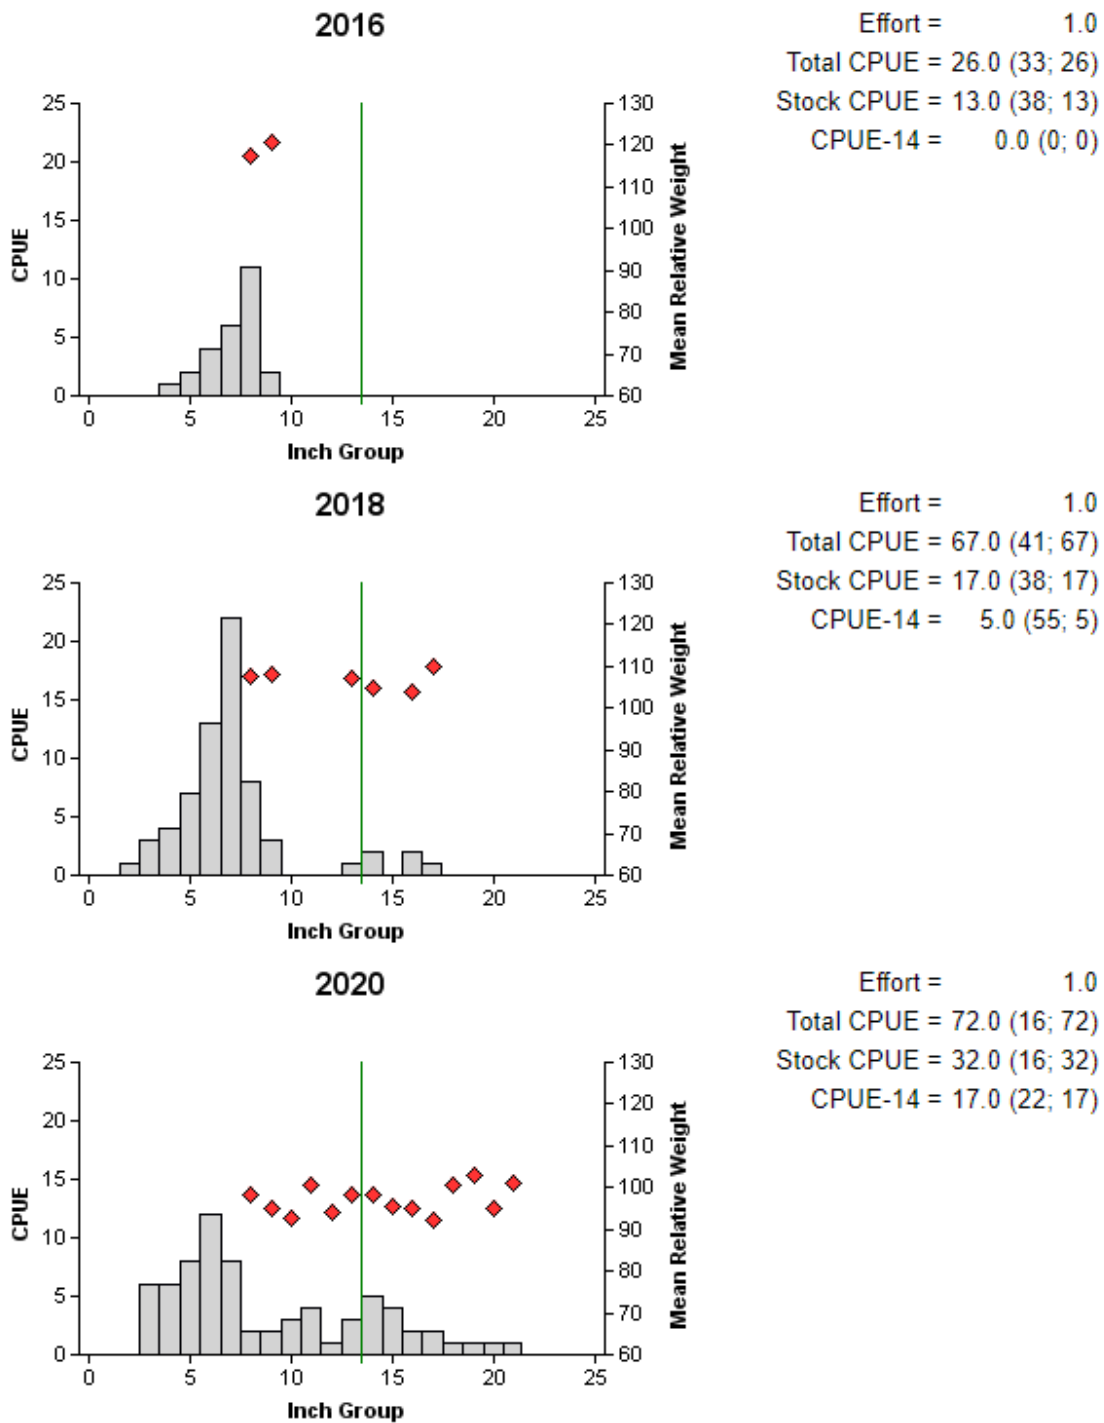 2016
Effort = 1.0
Total CPUE = 26.0 (33; 26)
Stock CPUE = 13.0 (38; 13)
CPUE-14 = 0.0 (0; 0)
25
20
15
10
5
0
CPUE
130
120
110
100
90
80
70
60
Mean Relative Weight
0 5 10 15 20 25
Inch Group
2018
Effort = 1.0
Total CPUE = 67.0 (41; 67)
Stock CPUE = 17.0 (38; 17)
CPUE-14 = 5.0 (55; 5)
25
20
15
10
5
0
CPUE
130
120
110
100
90
80
70
60
Mean Relative Weight
0 5 10 15 20 25
Inch Group
2020
Effort = 1.0
Total CPUE = 72.0 (16; 72)
Stock CPUE = 32.0 (16; 32)
CPUE-14 = 17.0 (22; 17)
25
20
15
10
5
0
CPUE
130
120
110
100
90
80
70
60
Mean Relative Weight
0 5 10 15 20 25
Inch Group